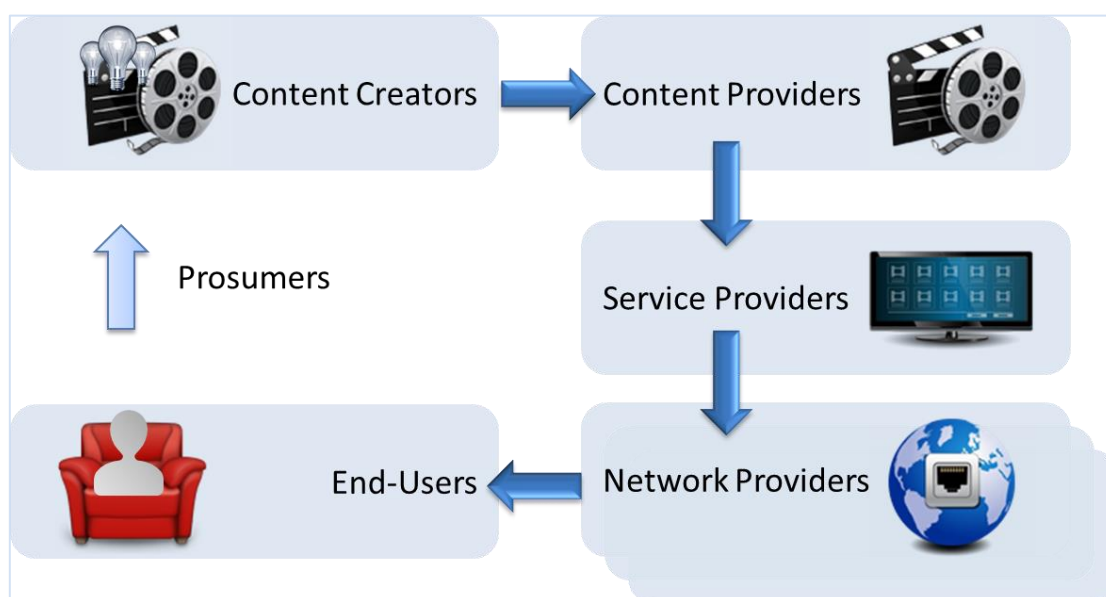 Content Creators
Content Providers
Prosumers
Service Providers
End-Users
Network Providers